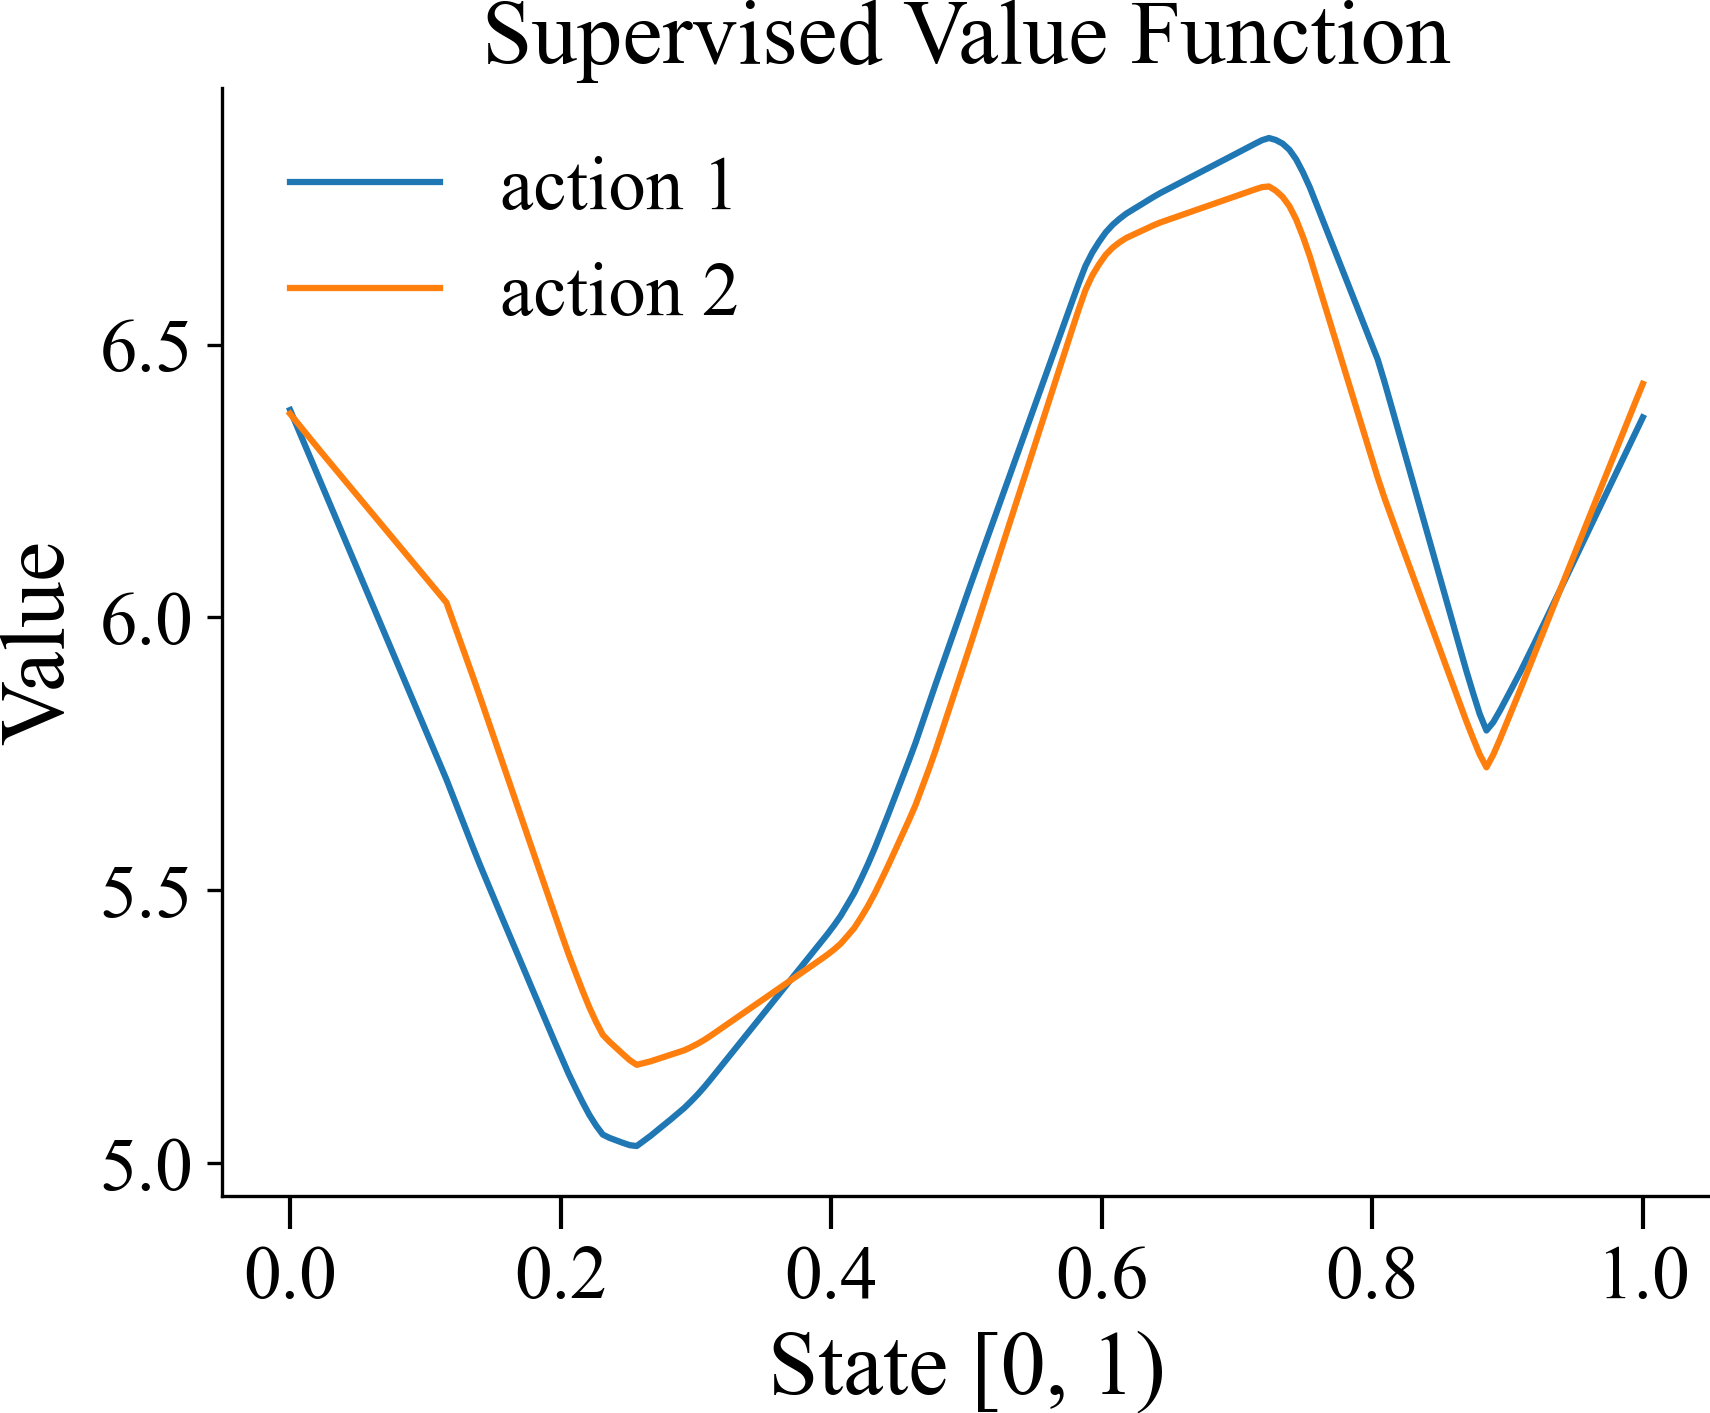 Supervised Value Function
action 1
action 2
Value
6.5
6.0
5.5
5.0
0.0 0.2 0.4 0.6 0.8 1.0
State [0, 1)